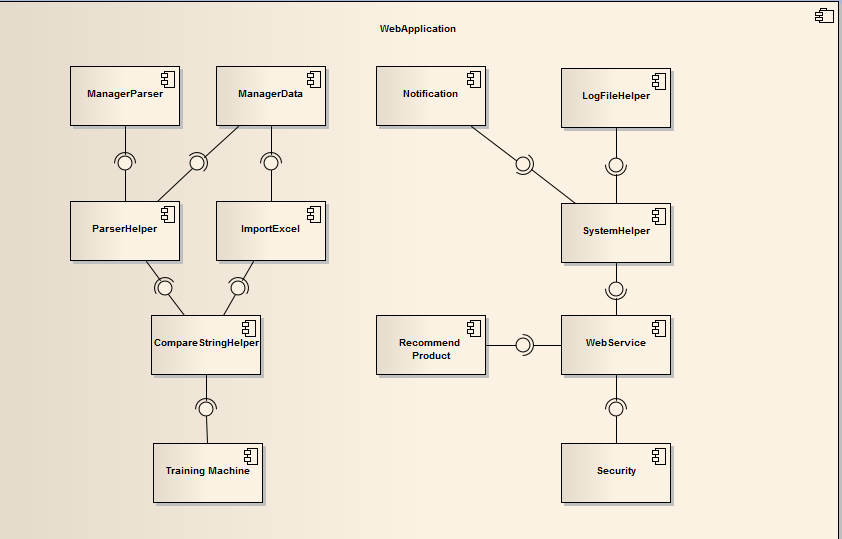 WebApplication
ManagerParser
ManagerData
Notification
LogFileHelper
ParserHelper
ImportExcel
SystemHelper
CompareStringHelper
Recommend
Product
WebService
Training Machine
Security